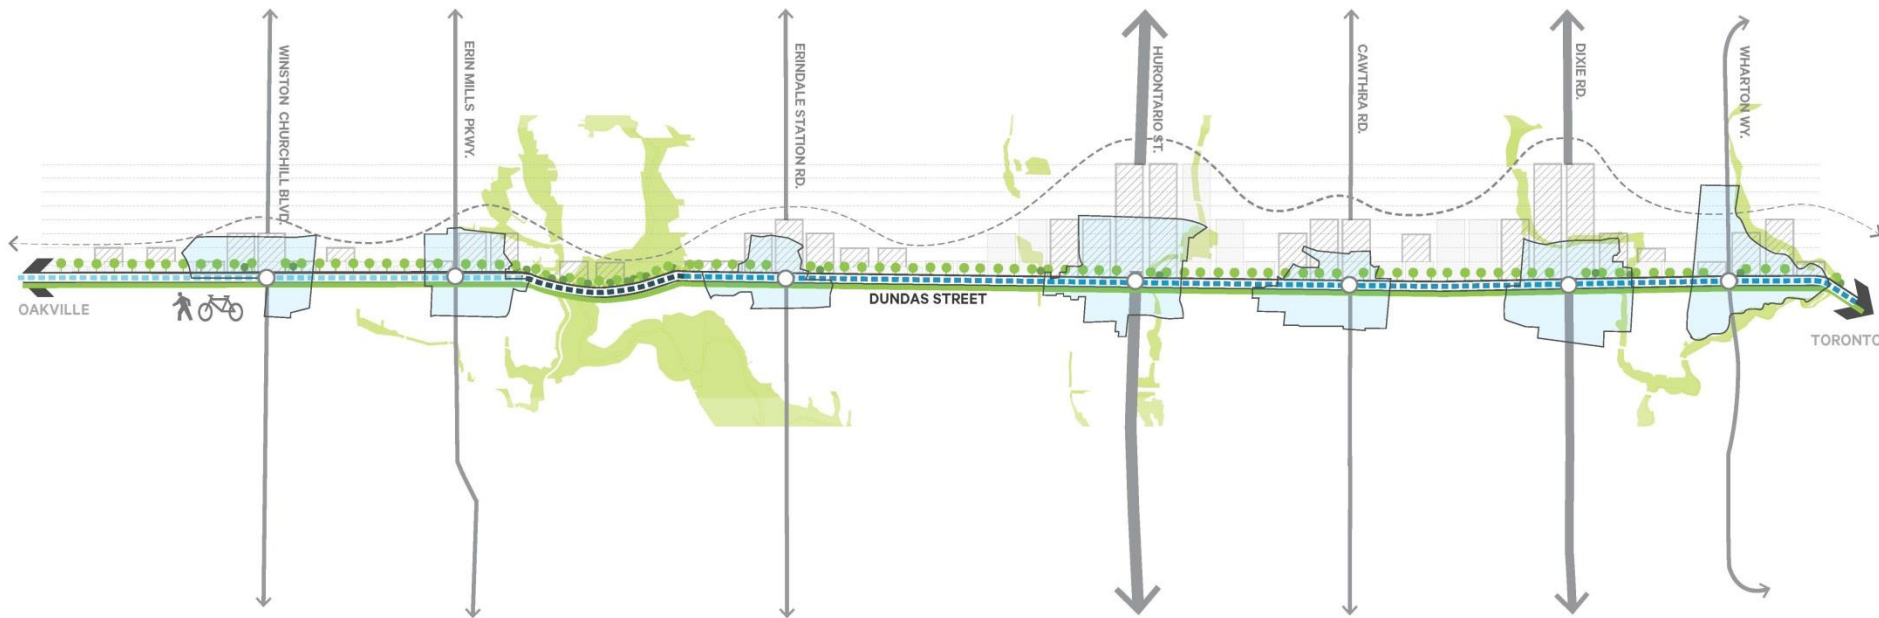 WINSTON CHURCHILL BLVD.
ERIN MILLS PKWY.
ERINDALE STATION RD.
HURONTARIO ST.
CAWTHRA RD.
DIXIE RD.
WHARTON WY.
OAKVILLE
DUNDAS STREET
TORONTO